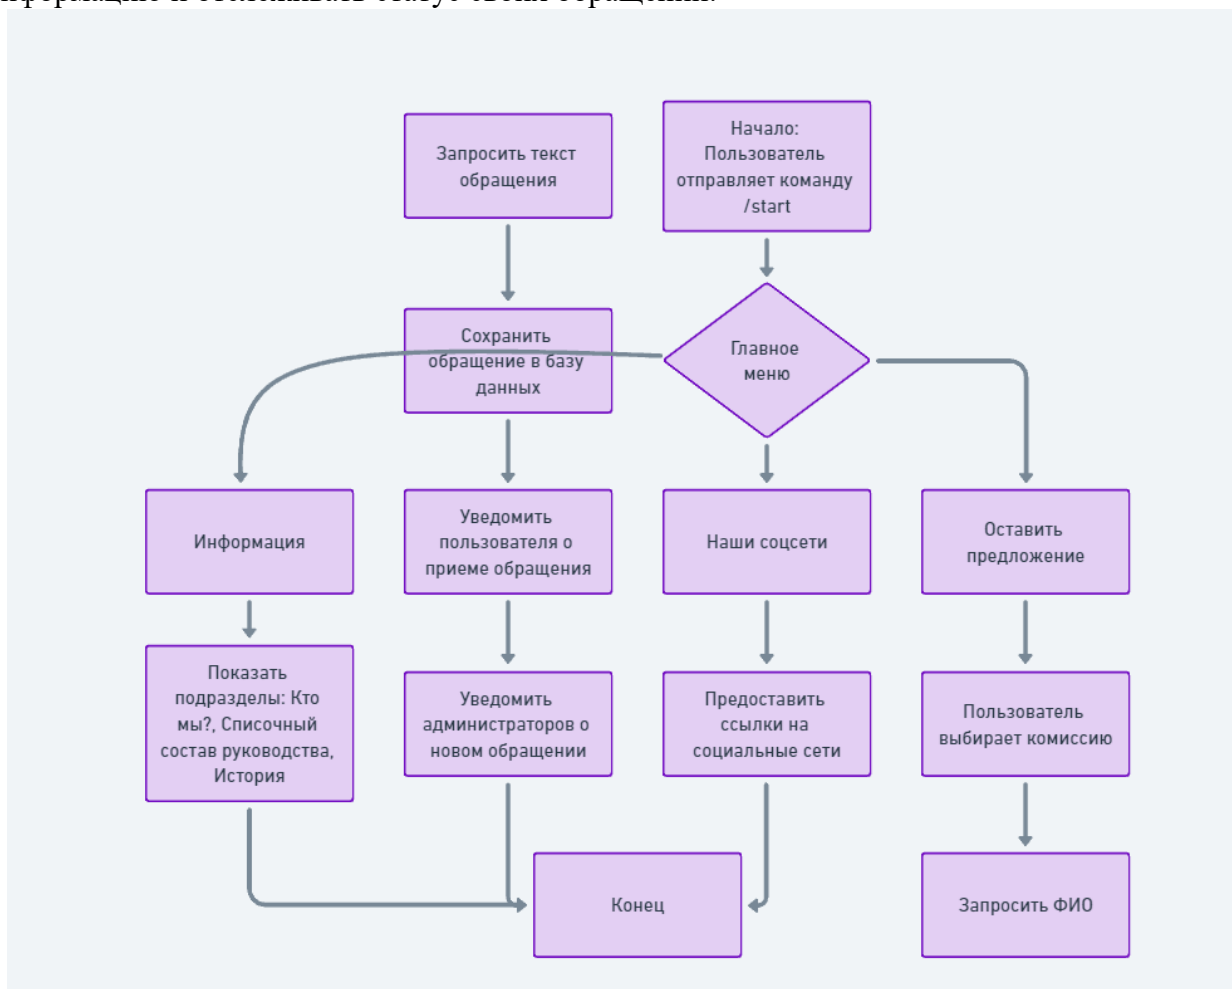 Запросить текст
обращения
Начало:
Пользователь
отправляет команду
/start
Сохранить
обращение в базу
данных
Главное
меню
Информация
Уведомить
пользователя о
приеме обращения
Наши соцсети
Оставить
предложение
Показать
подразделы: Кто
мы?, Списочный
состав руководства,
История
Уведомить
администраторов о
новом обращении
Предоставить
ссылки на
социальные сети
Пользователь
выбирает комиссию
Конец
Запросить ФИО